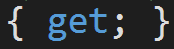 { get; }